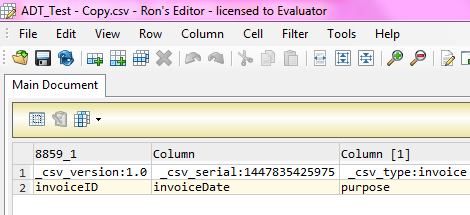 ADT_Test - Copy.csv - Ron's Editor - licensed to Evaluator
File Edit View Row Column Cell Filter Tools Window
Main Document
8859_1 Column Column [1]
1 _csv_version:1.0 _csv_serial:1447835425975 _csv_type:invoice
2 invoiceID invoiceDate purpose